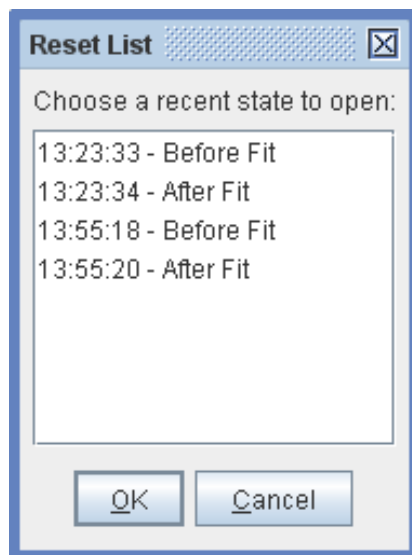 Reset List
Choose a recent state to open:
13:23:33 - Before Fit
13:23:34 - After Fit
13:55:18 - Before Fit
13:55:20 - After Fit
OK
Cancel